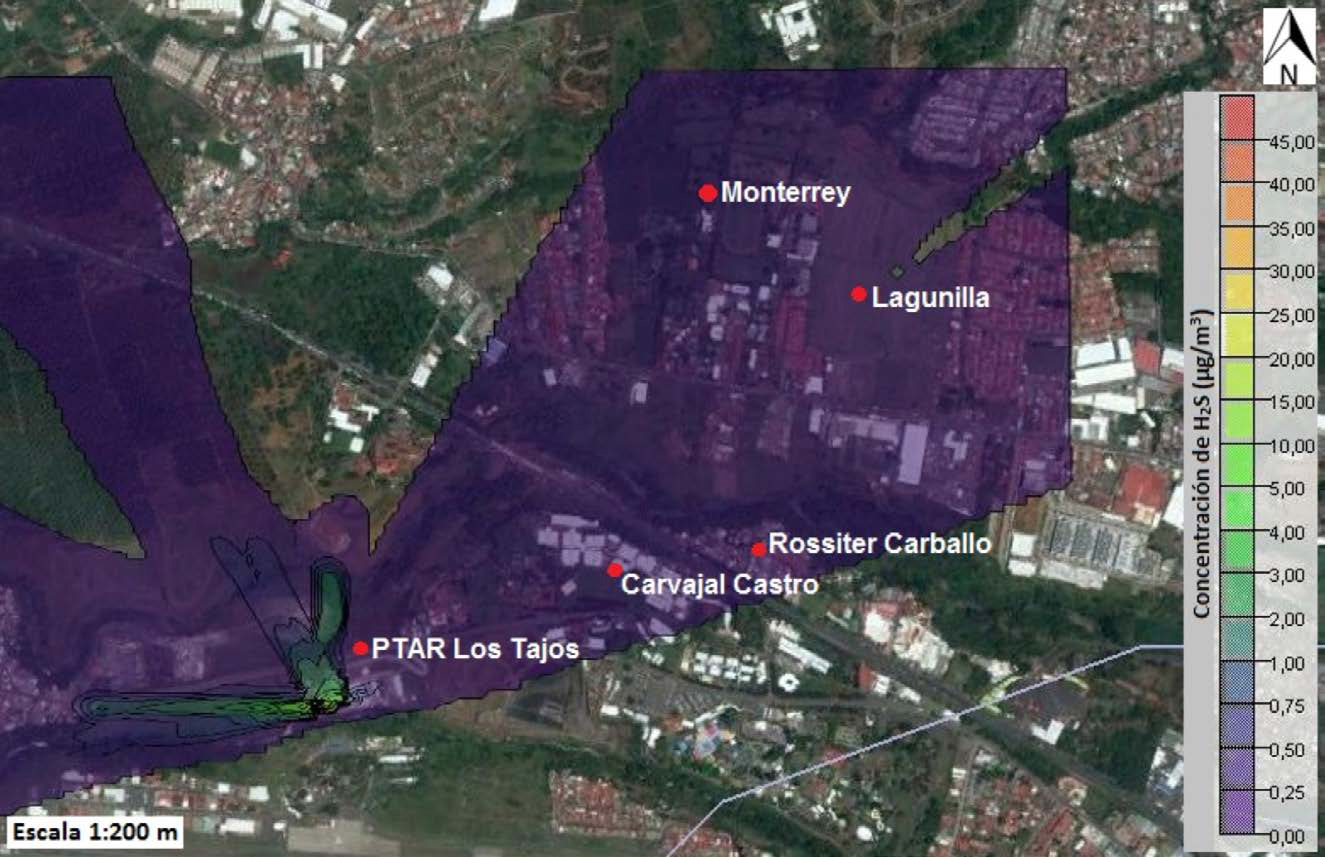 N
Monterrey
Lagunilla
Rossiter Carballo
Carvajal Castro
PTAR Los Tajos
Escala 1:200 m
Concentración de H₂S (µg/m³)
45,00
40,00
35,00
30,00
25,00
20,00
15,00
10,00
5,00
4,00
3,00
2,00
1,00
0,75
0,50
0,25
0,00